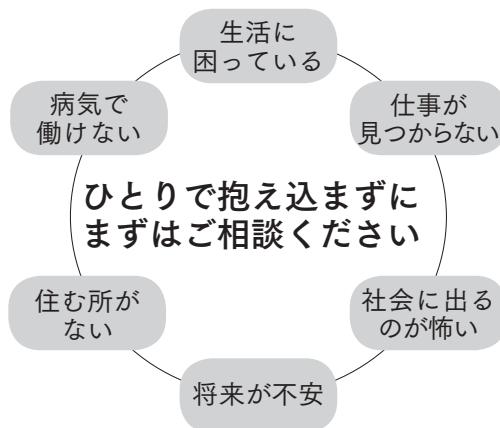 生活に
困っている
仕事が
見つからない
社会に出る
のが怖い
将来が不安
住む所が
ない
病気で
働けない
ひとりで抱え込まずに
まずはご相談ください